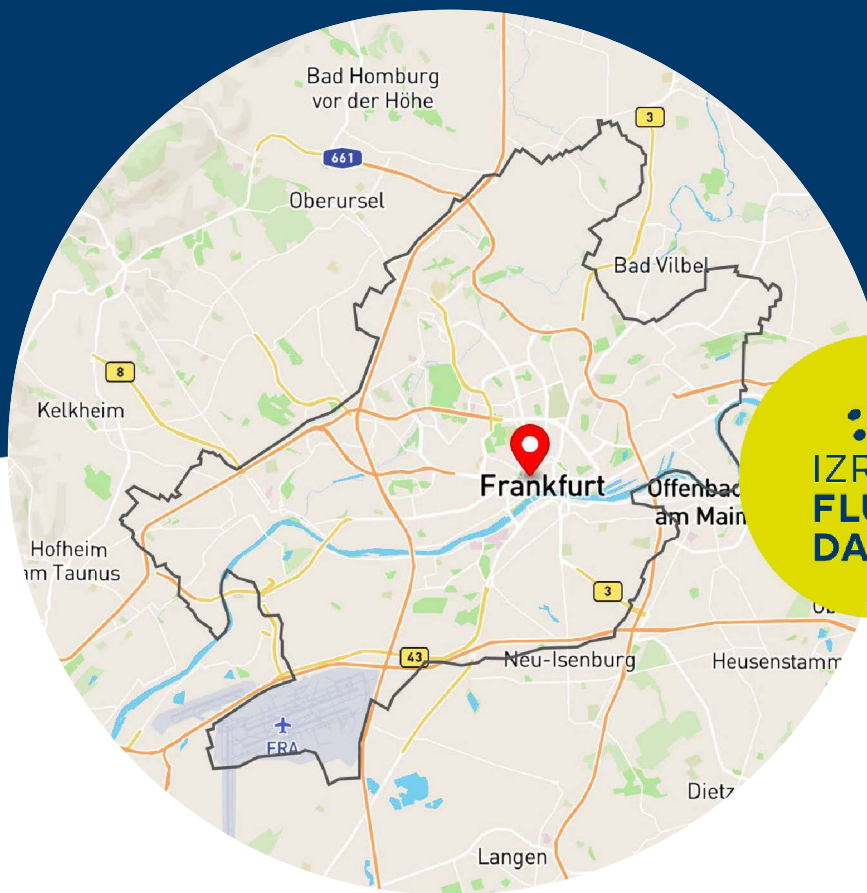 Bad Homburg
vor der Höhe
3
661
Oberursel
Bad Vilbel
8
Kelkheim
Frankfurt
Offenba
am Main
IZR
FLU
DA
Hofheim
am Taunus
3
43
Neu-Isenburg
Heusenstamm
FRA
Dietz
Langen